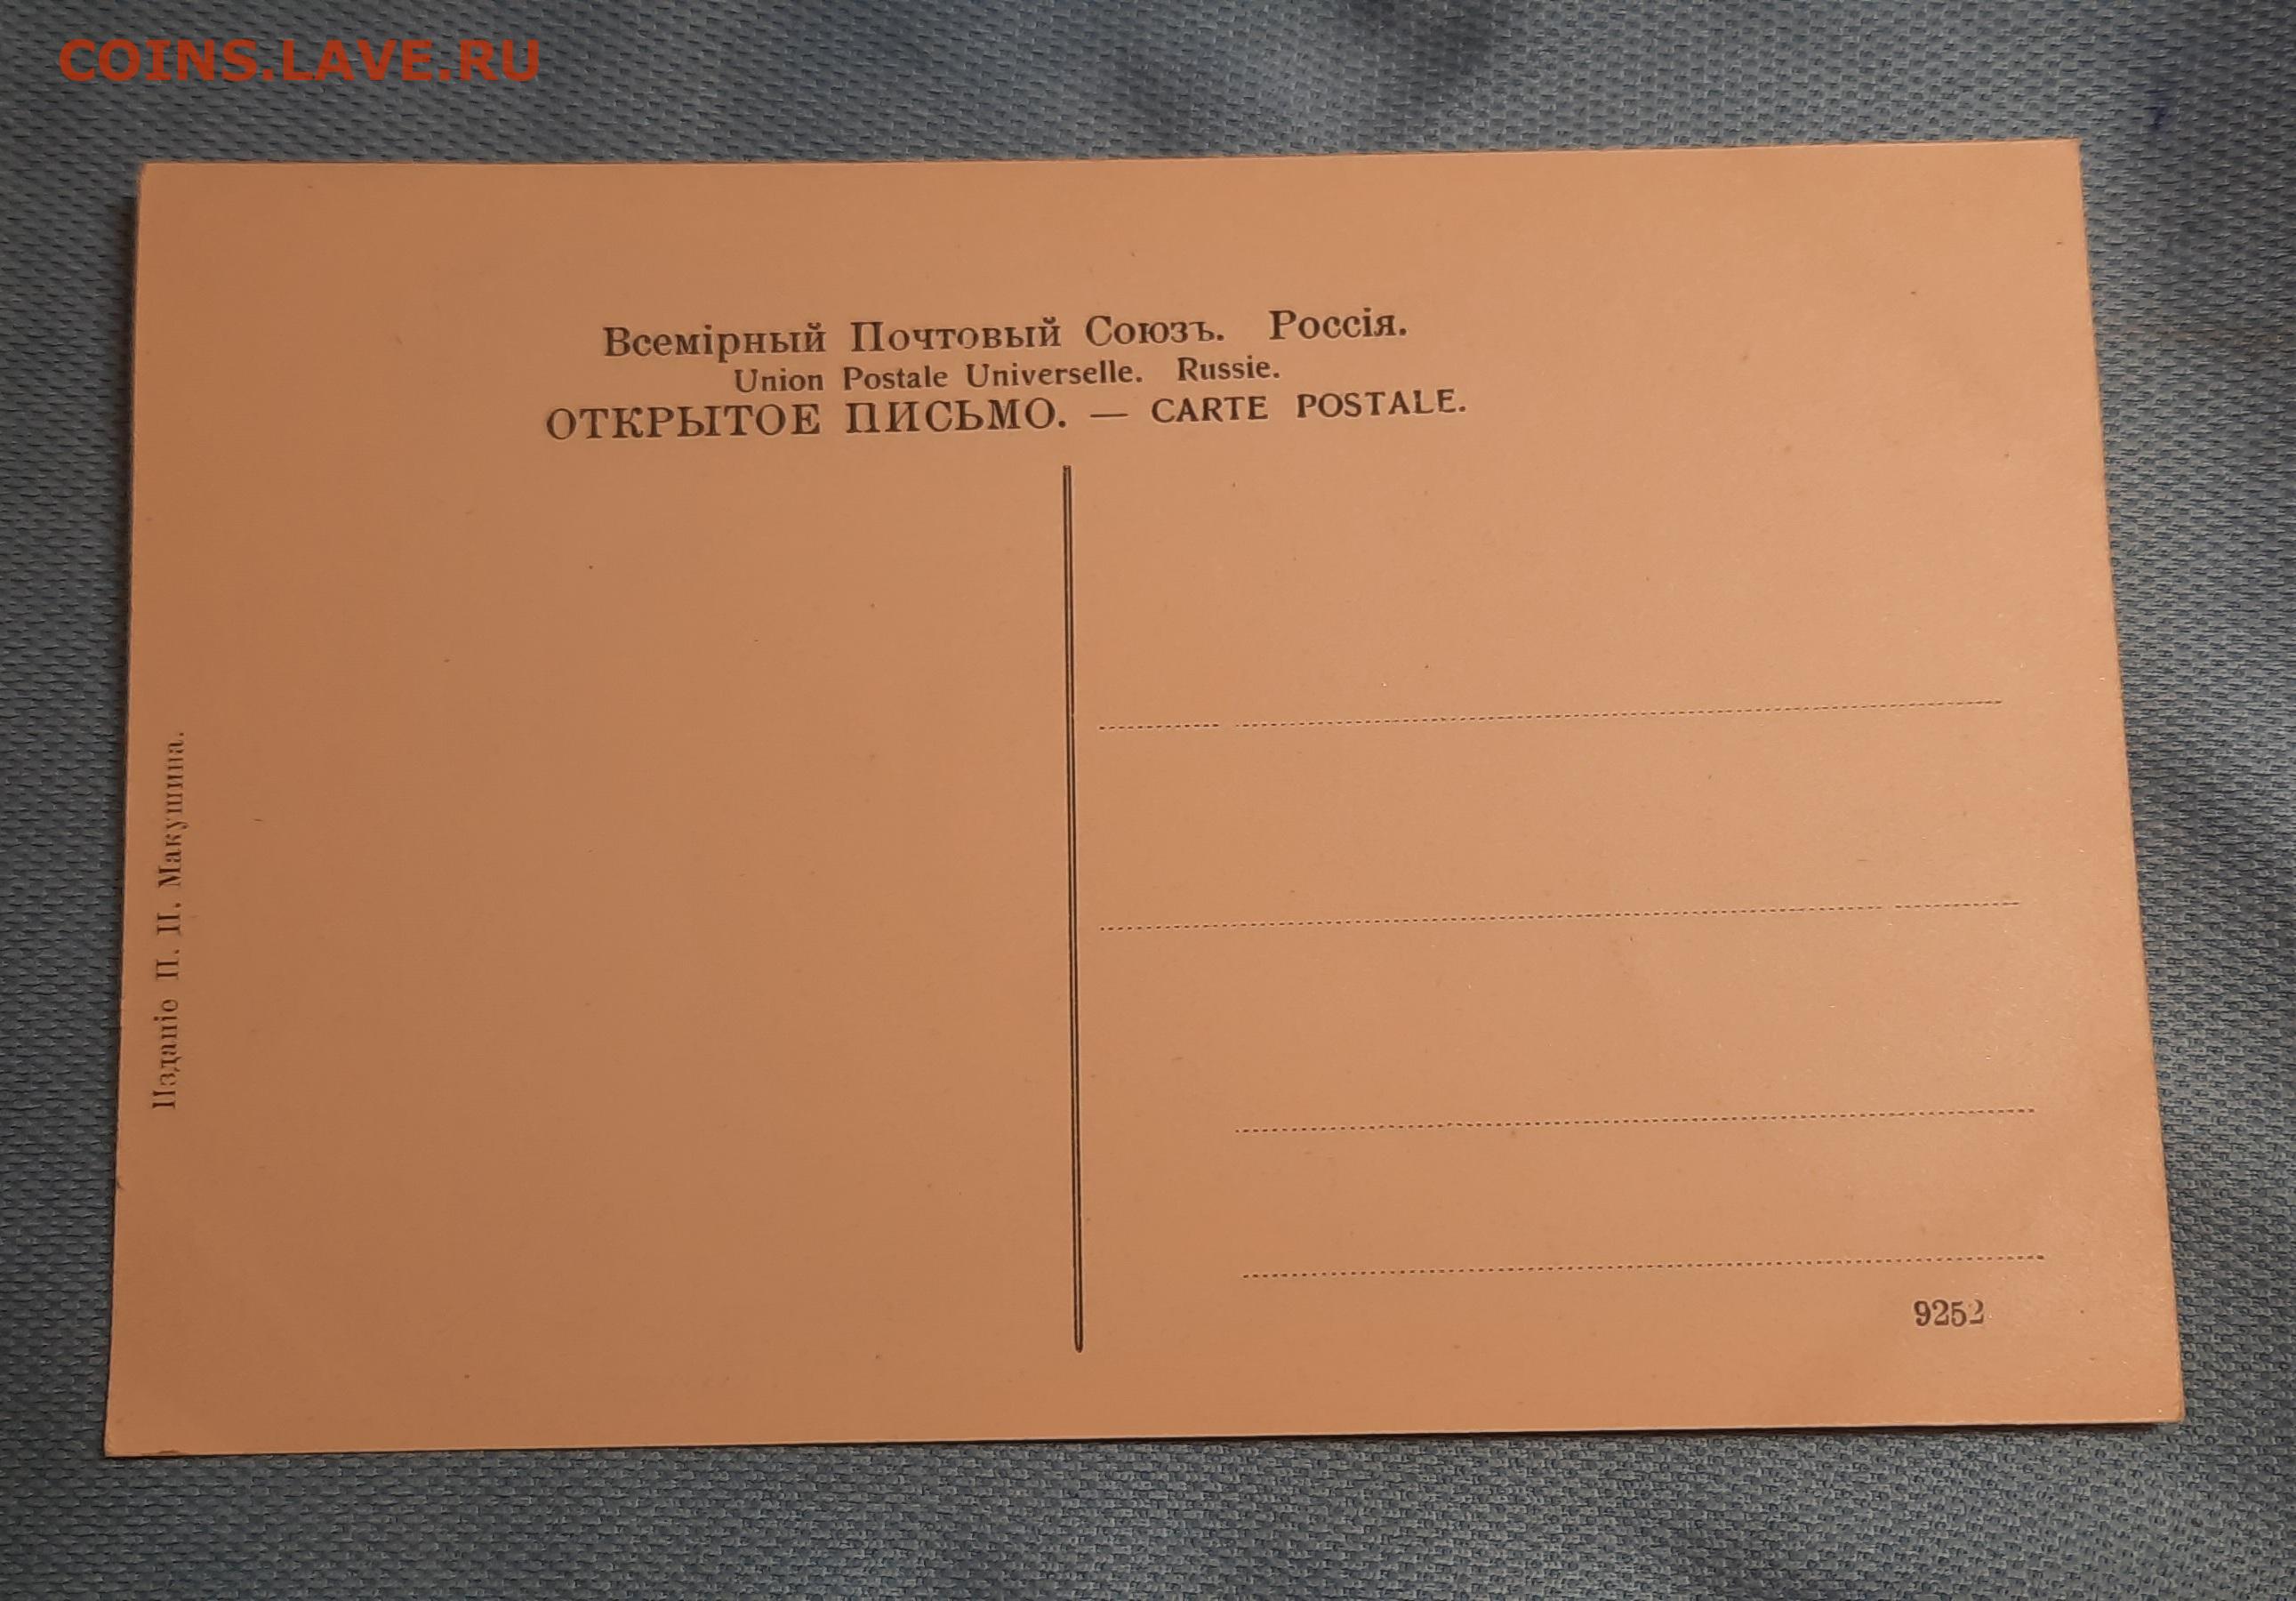 COINS.LAVE.RU
Всемірный Почтовый Союзъ. Россія.
Union Postale Universelle. Russie.
ОТКРЫТОЕ ПИСЬМО. — CARTE POSTALE.
Изданіе П. И. Макушина.
9252